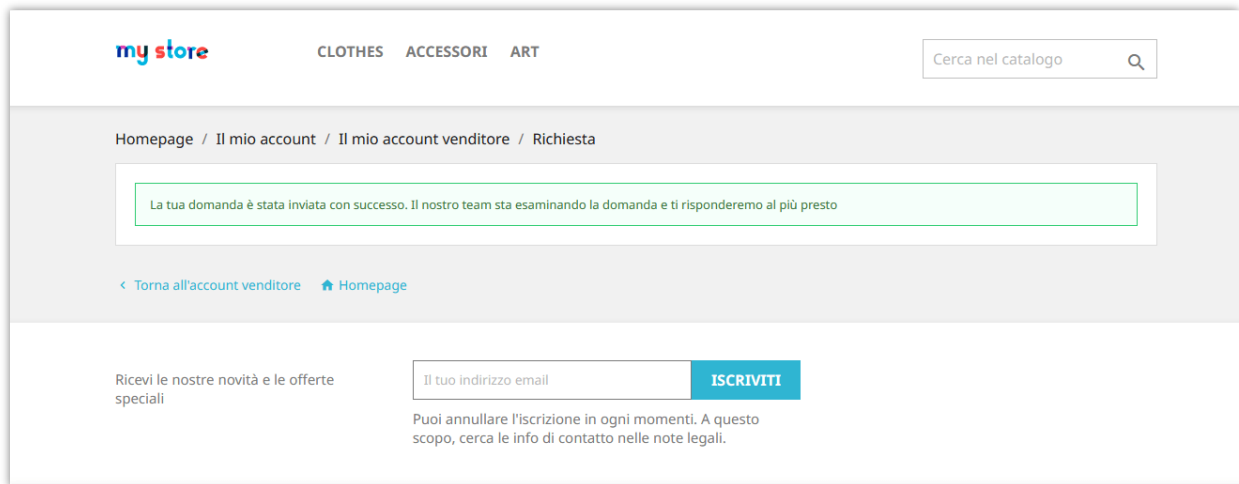 my store
CLOTHES ACCESSORI ART
Cerca nel catalogo
Homepage / Il mio account / Il mio account venditore / Richiesta
La tua domanda è stata inviata con successo. Il nostro team sta esaminando la domanda e ti risponderemo al più presto
Torna all'account venditore Homepage
Ricevi le nostre novità e le offerte
speciali
Il tuo indirizzo email
ISCRIVITI
Puoi annullare l'iscrizione in ogni momenti. A questo
scopo, cerca le info di contatto nelle note legali.